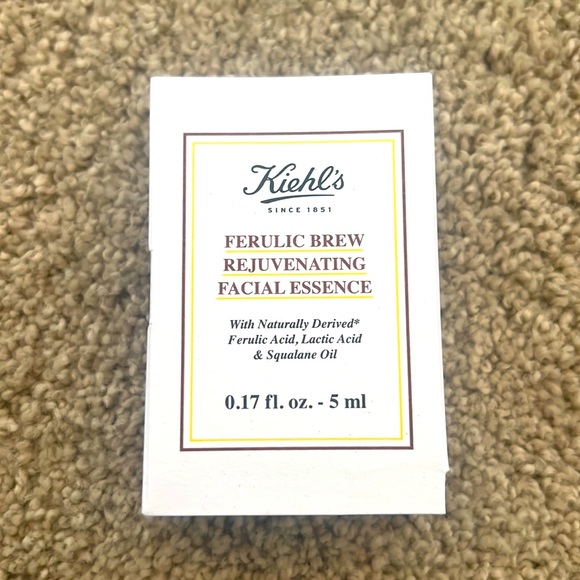 Kiehl's
SINCE 1851
FERULIC BREW
REJUVENATING
FACIAL ESSENCE
With Naturally Derived*
Ferulic Acid, Lactic Acid
& Squalane Oil
0.17 fl. oz. - 5 ml